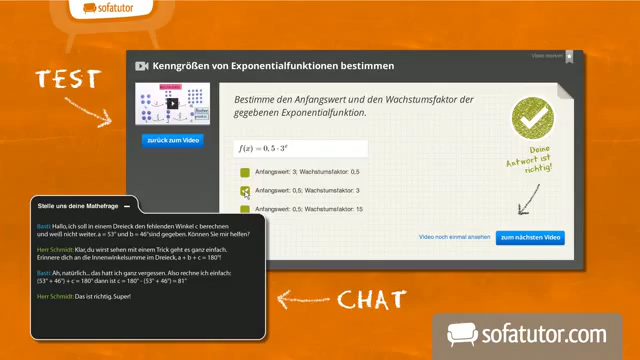 sofatutor
TEST
Kenngrößen von Exponentialfunktionen bestimmen
zurück zum Video
Bestimme den Anfangswert und den Wachstumsfaktor der
gegebenen Exponentialfunktion.
f(x) = 0,5 · 3^x
Anfangswert: 3; Wachstumsfaktor: 0,5
Anfangswert: 0,5; Wachstumsfaktor: 3
Anfangswert: 0,5; Wachstumsfaktor: 15
Deine
Antwort ist
richtig!
Video noch einmal ansehen
zum nächsten Video
Stelle uns deine Mathefrage
Basti: Hallo, ich soll in einem Dreieck den fehlenden Winkel c berechnen
und weiß nicht weiter. a = 53° und b = 46° sind gegeben. Können Sie mir helfen?
Herr Schmidt: Klar, du wirst sehen mit einem Trick geht es ganz einfach.
Erinnere dich an die Innenwinkelsumme im Dreieck, a + b + c = 180°!
Basti: Ah, natürlich... das hatt ich ganz vergessen. Also rechne ich einfach:
(53° + 46°) + c = 180° dann ist c = 180° - (53° + 46°) = 81°
Herr Schmidt: Das ist richtig. Super!
CHAT
sofatutor.com